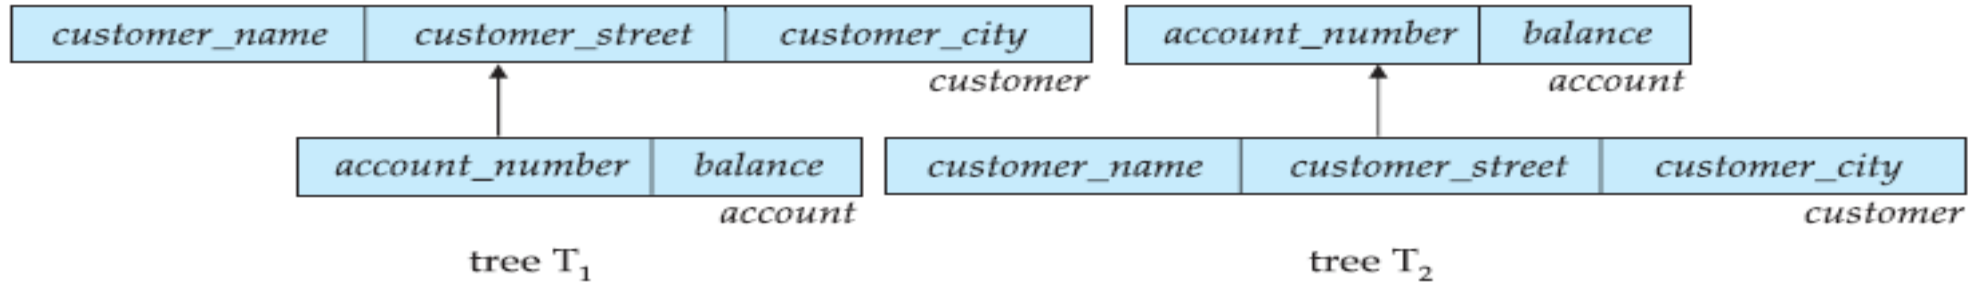 customer_name customer_street customer_city account_number balance
customer account
account_number balance customer_name customer_street customer_city
account customer
tree T₁ tree T₂